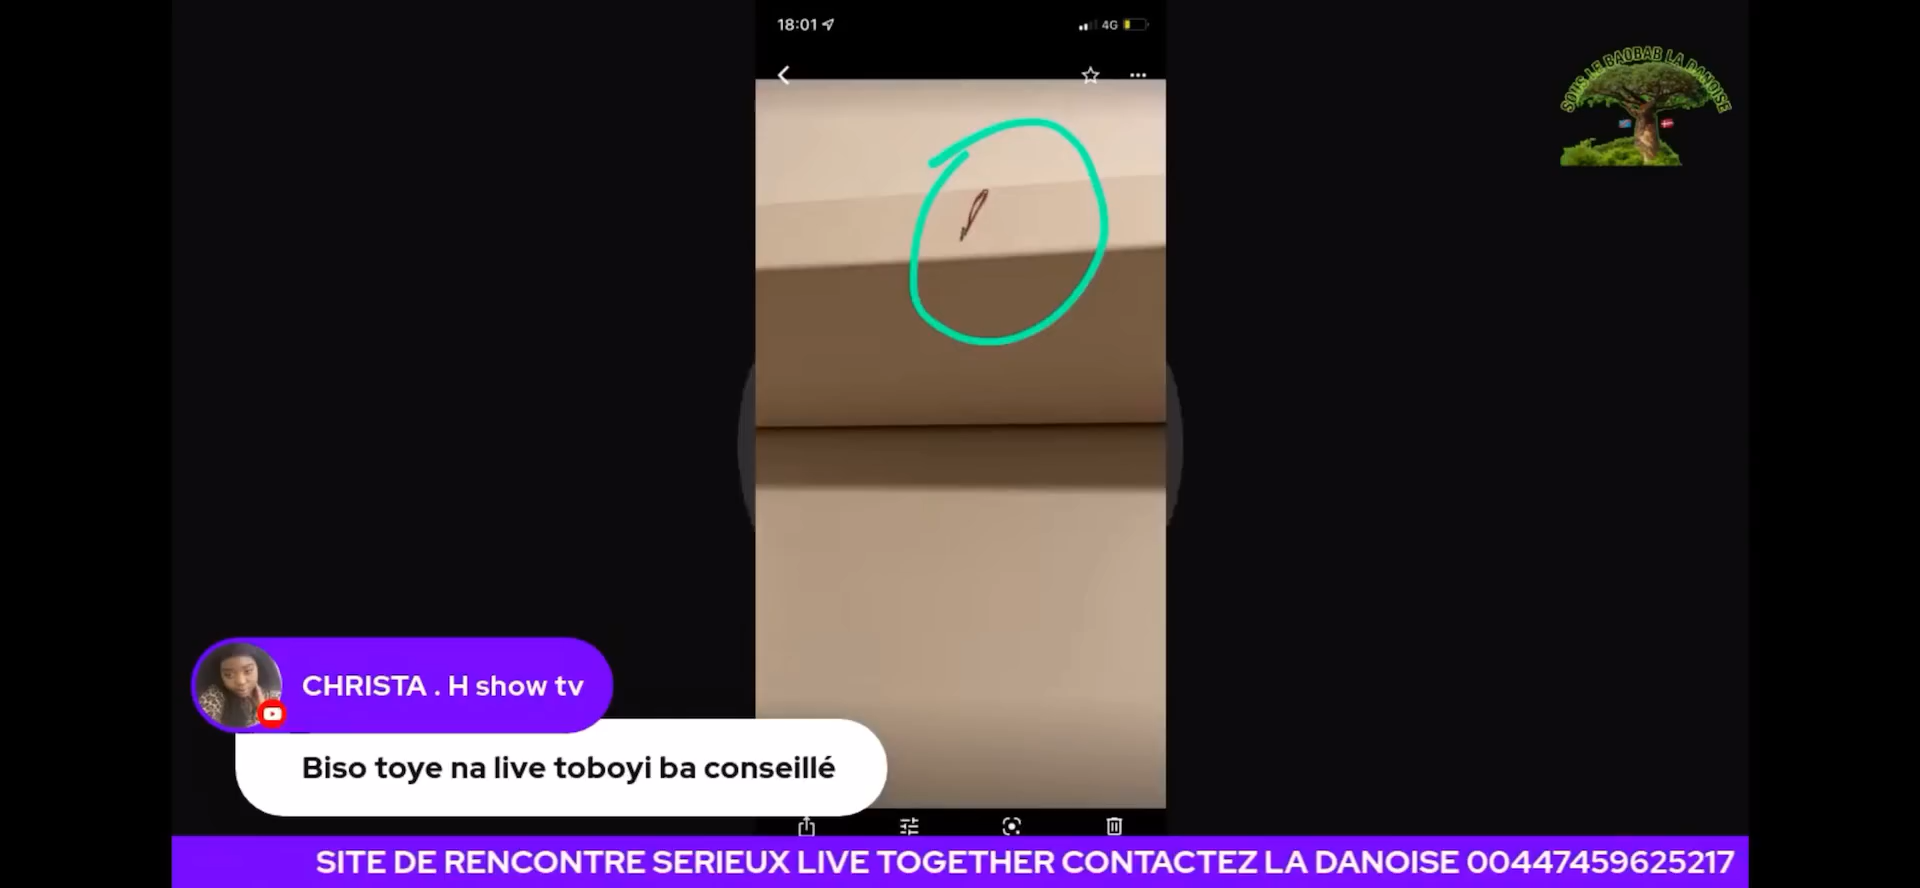 18:01
4G
SOUS LE BAOBAB LA DANOISE
CHRISTA . H show tv
Biso toye na live toboyi ba conseillé
SITE DE RENCONTRE SERIEUX LIVE TOGETHER CONTACTEZ LA DANOISE 00447459625217